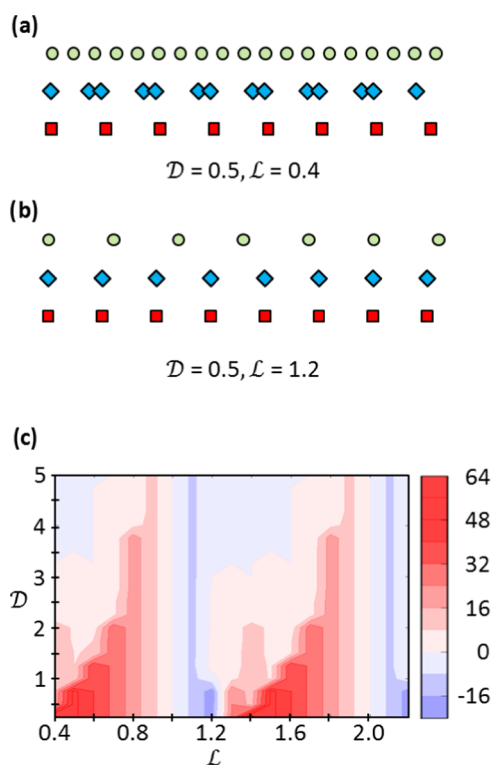 (a)
𝒟 = 0.5, ℒ = 0.4
(b)
𝒟 = 0.5, ℒ = 1.2
(c)
5
4
3
2
1
𝒟
0.4 0.8 1.2 1.6 2.0
ℒ
64
48
32
16
0
-16